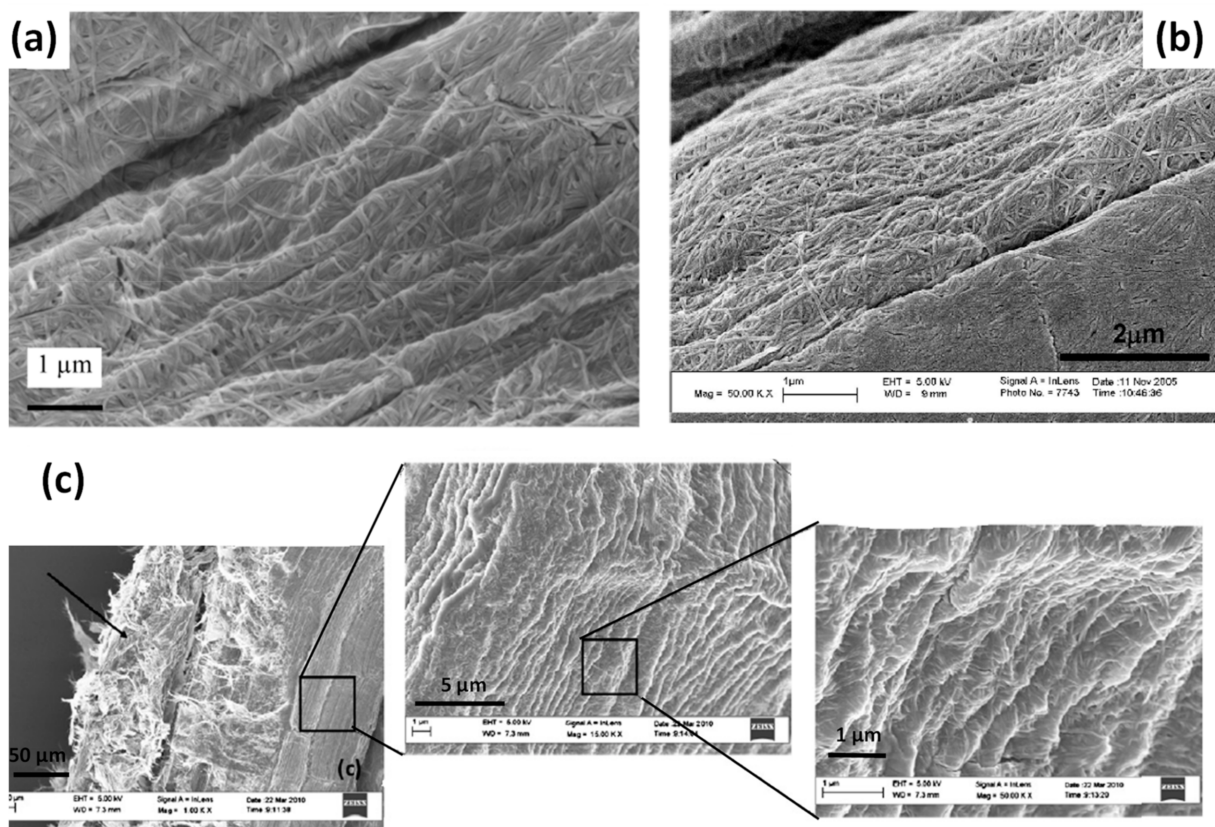 (a)
(b)
1 µm
2µm
Mag = 50.00 K X
1µm
EHT = 5.00 kV
WD = 9 mm
Signal A = InLens
Photo No. = 7743
Date :11 Nov 2005
Time :10:46:36
(c)
5 µm
1 µm
EHT = 5.00 kV
WD = 7.3 mm
Signal A = InLens
Mag = 15.00 K X
Date :22 Mar 2010
ZEISS
50 µm
(c)
EHT = 5.00 kV
WD = 7.3 mm
Signal A = InLens
Mag = 1.00 K X
Date :22 Mar 2010
Time :9:11:38
ZEISS
1 µm
1 µm
EHT = 5.00 kV
WD = 7.3 mm
Signal A = InLens
Mag = 50.00 K X
Date :22 Mar 2010
Time :9:13:20
ZEISS